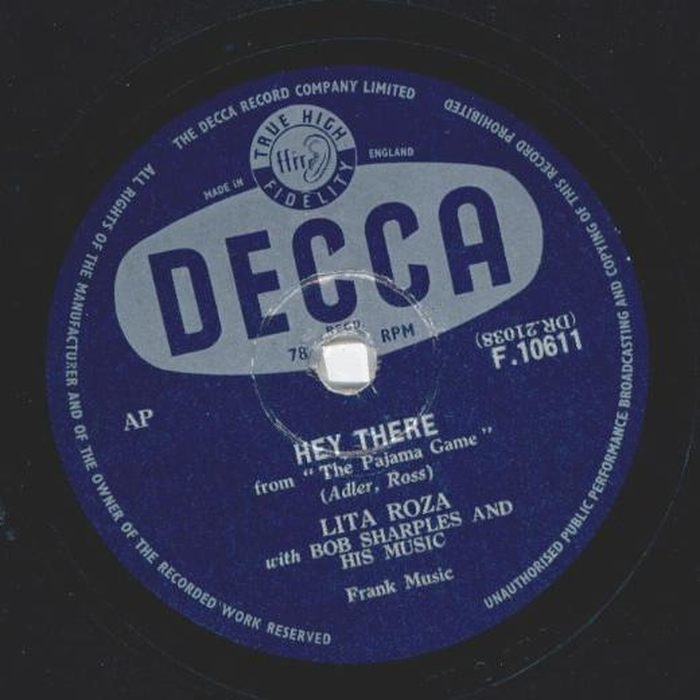 ALL RIGHTS OF THE MANUFACTURER AND OF THE OWNER OF THE RECORDED WORK RESERVED
THE DECCA RECORD COMPANY LIMITED
UNAUTHORISED PUBLIC PERFORMANCE BROADCASTING AND COPYING OF THIS RECORD PROHIBITED
TRUE HIGH
ffrr
FIDELITY
MADE IN ENGLAND
DECCA
REGD.
78 RPM
(DR.21038)
F.10611
AP
HEY THERE
from "The Pajama Game"
(Adler, Ross)
LITA ROZA
with BOB SHARPLES AND
HIS MUSIC
Frank Music